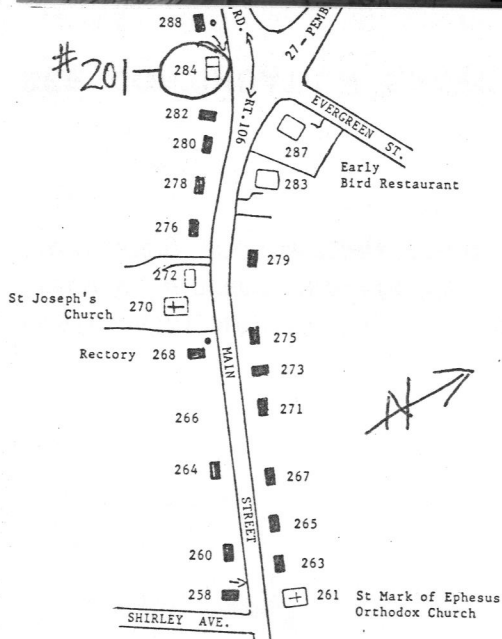 288
RD.
27 - PEMB
#201
284
RT. 106
EVERGREEN ST.
282
280
287
Early
Bird Restaurant
283
278
276
279
272
St Joseph's
Church
270
275
Rectory 268
MAIN
273
271
N
266
264
267
STREET
265
260
263
258
261 St Mark of Ephesus
Orthodox Church
SHIRLEY AVE.